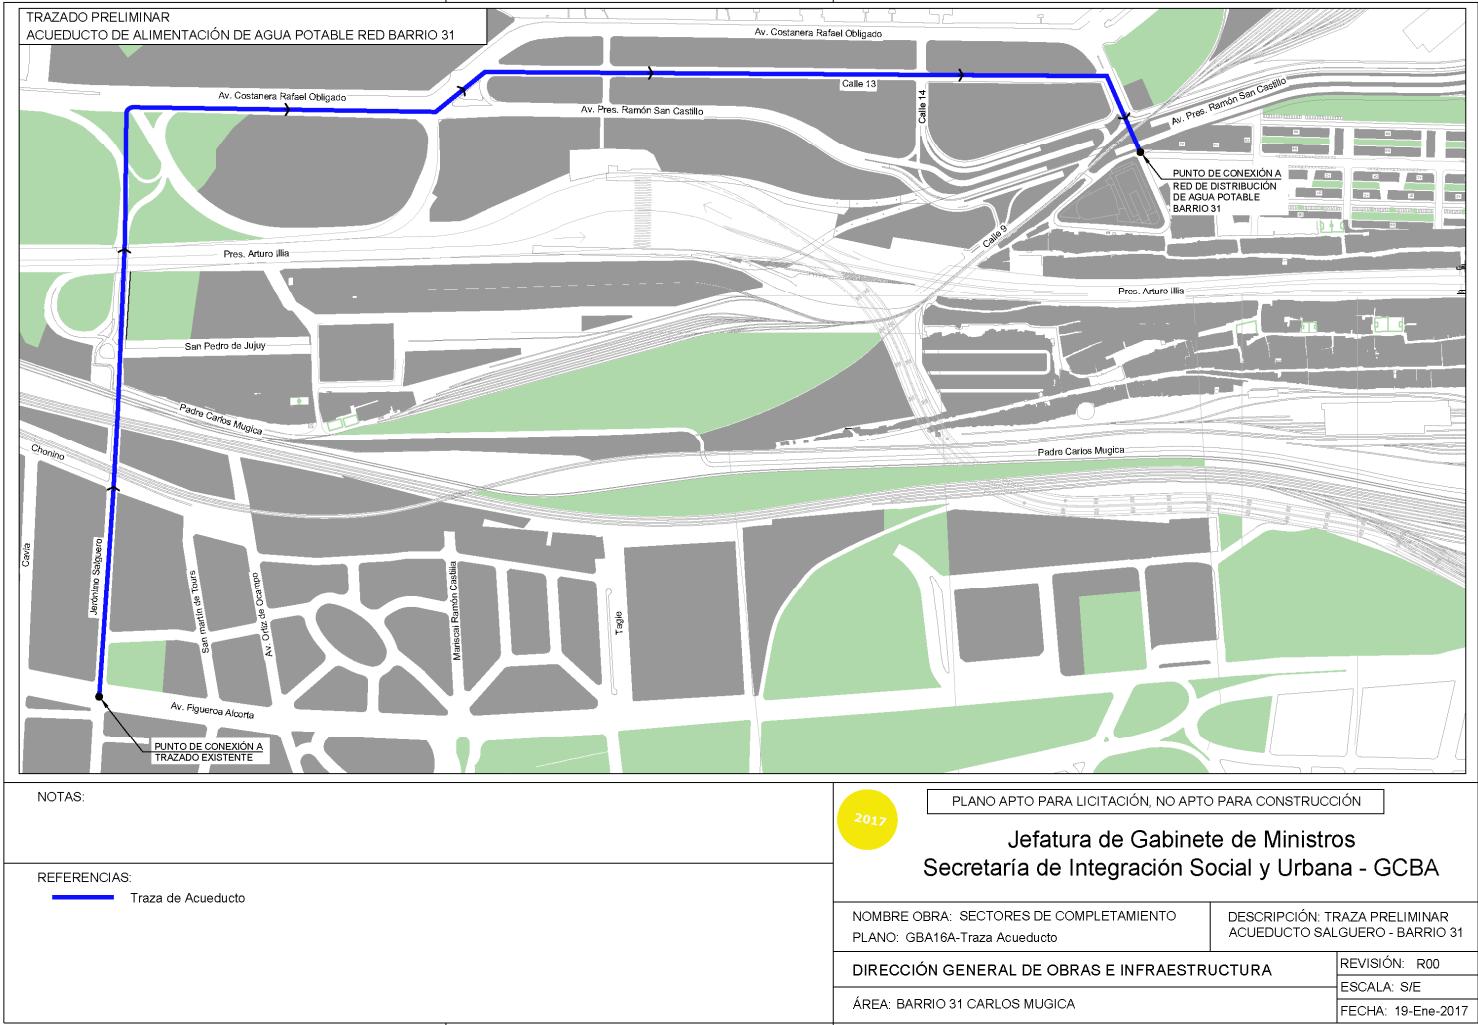 TRAZADO PRELIMINAR
ACUEDUCTO DE ALIMENTACIÓN DE AGUA POTABLE RED BARRIO 31
Av. Costanera Rafael Obligado
Av. Costanera Rafael Obligado
Calle 13
Av. Pres. Ramón San Castillo
Calle 14
Av. Pres. Ramón San Castillo
PUNTO DE CONEXIÓN A
RED DE DISTRIBUCIÓN
DE AGUA POTABLE
BARRIO 31
Calle 9
Pres. Arturo Illia
Pres. Arturo Illia
San Pedro de Jujuy
Padre Carlos Mugica
Chonino
Padre Carlos Mugica
Cavia
Jerónimo Salguero
San martín de Tours
Av. Ortiz de Ocampo
Mariscal Ramón Castilla
Tagle
Av. Figueroa Alcorta
PUNTO DE CONEXIÓN A
TRAZADO EXISTENTE
NOTAS:
REFERENCIAS:
Traza de Acueducto
2017
PLANO APTO PARA LICITACIÓN, NO APTO PARA CONSTRUCCIÓN
Jefatura de Gabinete de Ministros
Secretaría de Integración Social y Urbana - GCBA
NOMBRE OBRA: SECTORES DE COMPLETAMIENTO
PLANO: GBA16A-Traza Acueducto
DESCRIPCIÓN: TRAZA PRELIMINAR
ACUEDUCTO SALGUERO - BARRIO 31
DIRECCIÓN GENERAL DE OBRAS E INFRAESTRUCTURA
ÁREA: BARRIO 31 CARLOS MUGICA
REVISIÓN: R00
ESCALA: S/E
FECHA: 19-Ene-2017